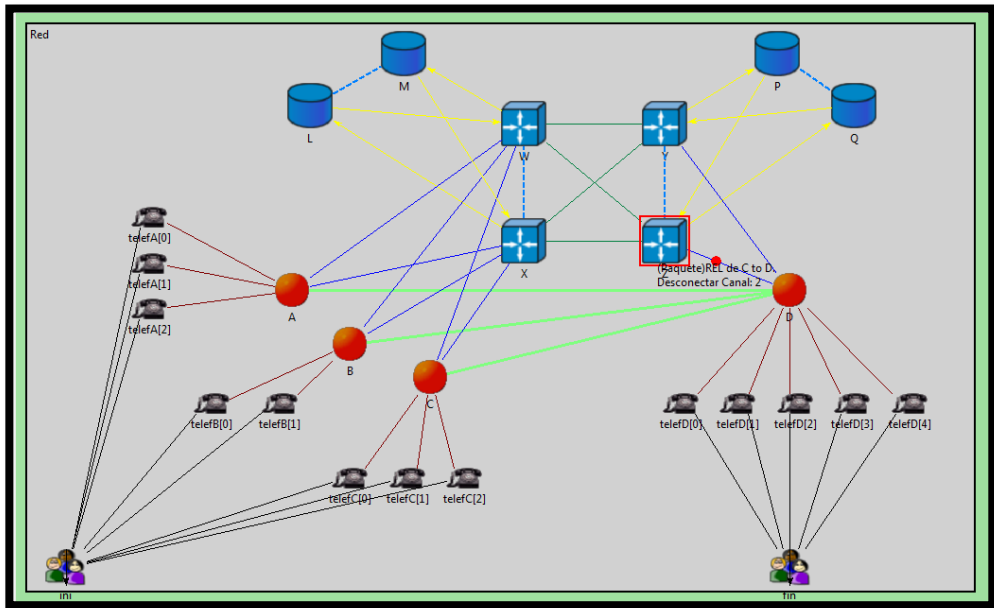 Red
M
P
L
Q
W
Y
telefA[0]
X
Z
(Paquete)REL de C to D.
telefA[1]
Desconectar Canal: 2
telefA[2]
A
D
B
C
telefB[0]
telefB[1]
telefD[0]
telefD[1]
telefD[2]
telefD[3]
telefD[4]
telefC[0]
telefC[1]
telefC[2]
ini
fin